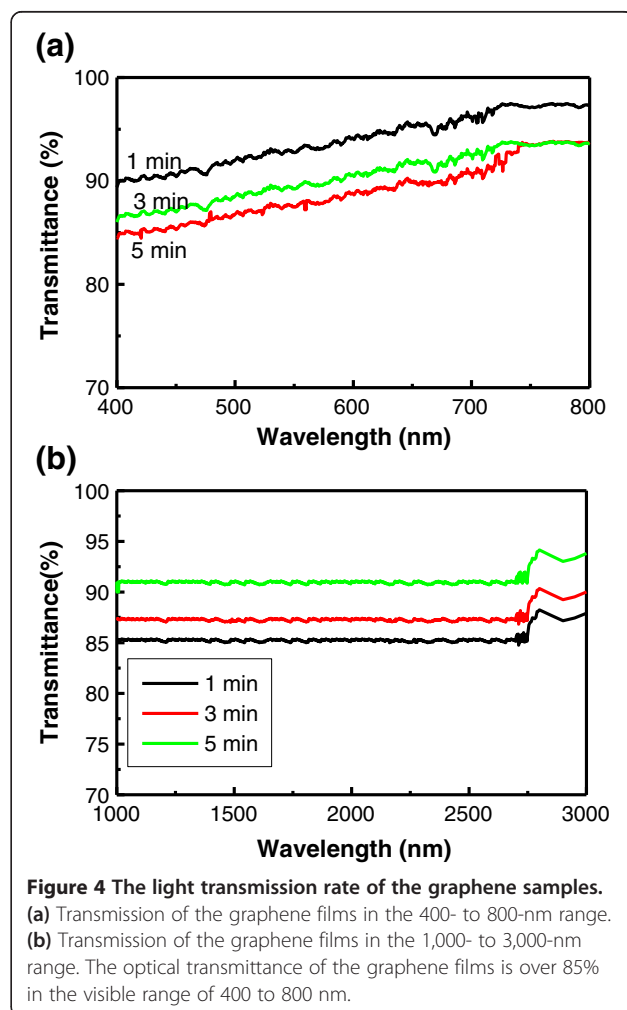 (a)
100
90
80
70
Transmittance (%)
1 min
3 min
5 min
400 500 600 700 800
Wavelength (nm)
(b)
100
95
90
85
80
75
70
Transmittance(%)
1 min
3 min
5 min
1000 1500 2000 2500 3000
Wavelength (nm)
Figure 4 The light transmission rate of the graphene samples.
(a) Transmission of the graphene films in the 400- to 800-nm range.
(b) Transmission of the graphene films in the 1,000- to 3,000-nm
range. The optical transmittance of the graphene films is over 85%
in the visible range of 400 to 800 nm.